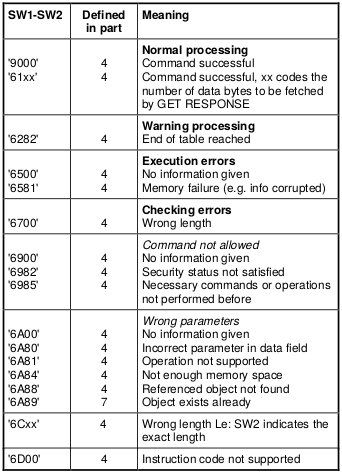 SW1-SW2 Defined in part Meaning
Normal processing
'9000' 4 Command successful
'61xx' 4 Command successful, xx codes the
number of data bytes to be fetched
by GET RESPONSE
Warning processing
'6282' 4 End of table reached
Execution errors
'6500' 4 No information given
'6581' 4 Memory failure (e.g. info corrupted)
Checking errors
'6700' 4 Wrong length
Command not allowed
'6900' 4 No information given
'6982' 4 Security status not satisfied
'6985' 4 Necessary commands or operations
not performed before
Wrong parameters
'6A00' 4 No information given
'6A80' 4 Incorrect parameter in data field
'6A81' 4 Operation not supported
'6A84' 4 Not enough memory space
'6A88' 4 Referenced object not found
'6A89' 7 Object exists already
'6Cxx' 4 Wrong length Le: SW2 indicates the
exact length
'6D00' 4 Instruction code not supported